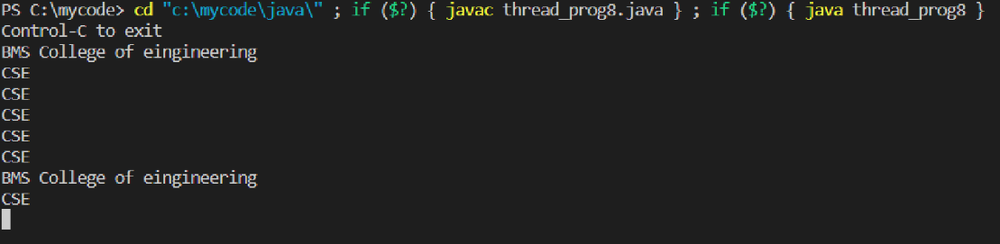 PS C:\mycode> cd "c:\mycode\java\" ; if ($?) { javac thread_prog8.java } ; if ($?) { java thread_prog8 }
Control-C to exit
BMS College of eingineering
CSE
CSE
CSE
CSE
CSE
BMS College of eingineering
CSE